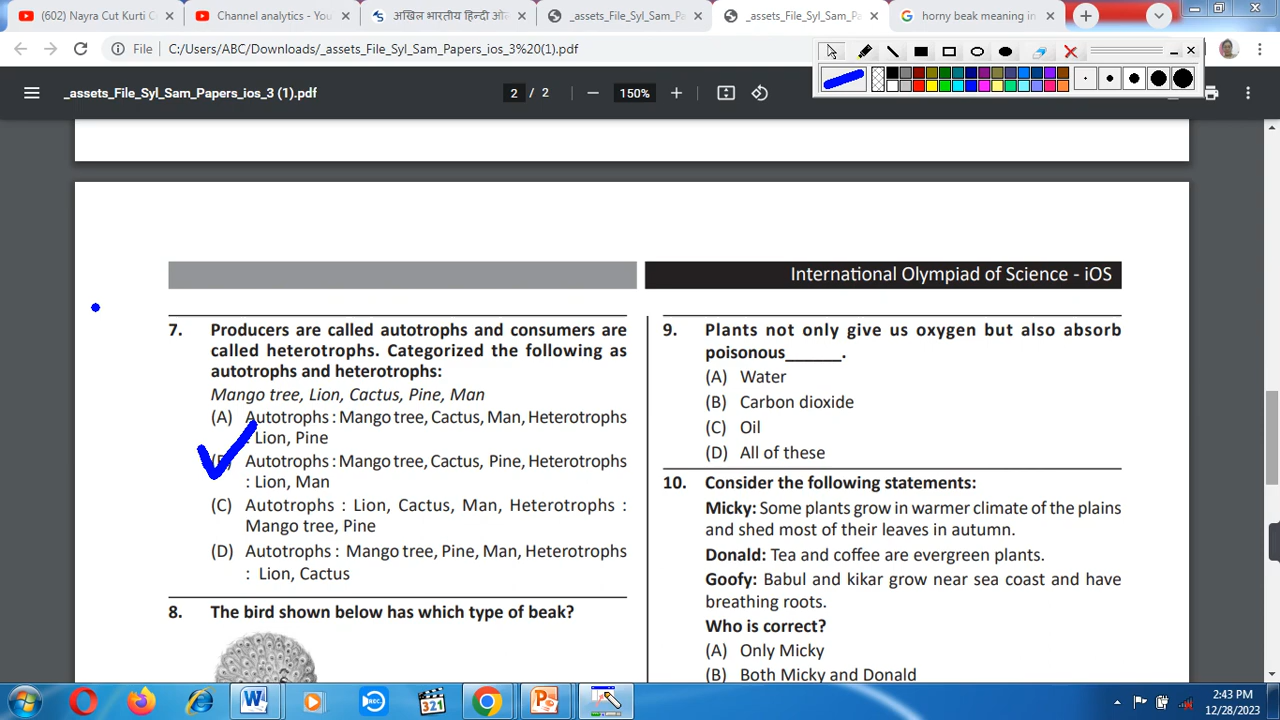 (602) Nayra Cut Kurti C
Channel analytics - You
अखिल भारतीय हिन्दी
_assets_File_Syl_Sam_P
_assets_File_Syl_Sam_P
horny beak meaning in
File
C:/Users/ABC/Downloads/_assets_File_Syl_Sam_Papers_ios_3%20(1).pdf
_assets_File_Syl_Sam_Papers_ios_3 (1).pdf
2 / 2
150%
International Olympiad of Science - iOS
7. Producers are called autotrophs and consumers are
called heterotrophs. Categorized the following as
autotrophs and heterotrophs:
Mango tree, Lion, Cactus, Pine, Man
(A) Autotrophs : Mango tree, Cactus, Man, Heterotrophs
: Lion, Pine
(B) Autotrophs : Mango tree, Cactus, Pine, Heterotrophs
: Lion, Man
(C) Autotrophs : Lion, Cactus, Man, Heterotrophs :
Mango tree, Pine
(D) Autotrophs : Mango tree, Pine, Man, Heterotrophs
: Lion, Cactus
8. The bird shown below has which type of beak?
9. Plants not only give us oxygen but also absorb
poisonous______.
(A) Water
(B) Carbon dioxide
(C) Oil
(D) All of these
10. Consider the following statements:
Micky: Some plants grow in warmer climate of the plains
and shed most of their leaves in autumn.
Donald: Tea and coffee are evergreen plants.
Goofy: Babul and kikar grow near sea coast and have
breathing roots.
Who is correct?
(A) Only Micky
(B) Both Micky and Donald
REC
321
2:43 PM
12/28/2023